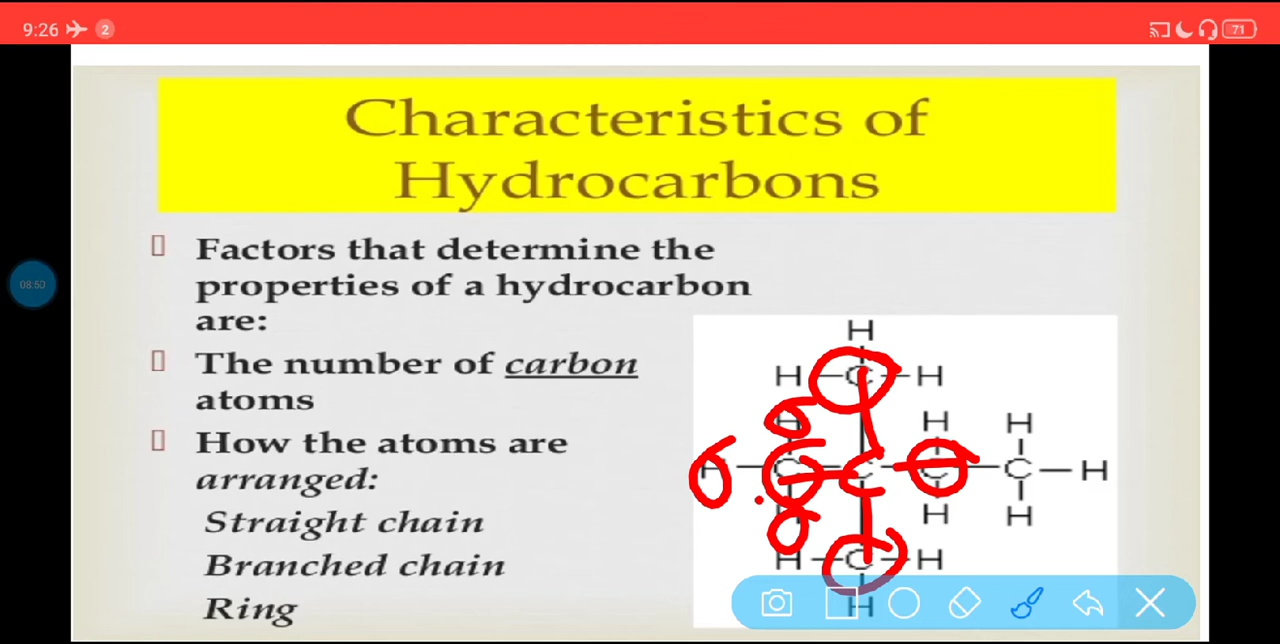 9:26 2 71
Characteristics of
Hydrocarbons
Factors that determine the
properties of a hydrocarbon
are:
The number of carbon
atoms
How the atoms are
arranged:
Straight chain
Branched chain
Ring
08:53
H
H C H
H H H
H C C C C H
H H H
H C H
H